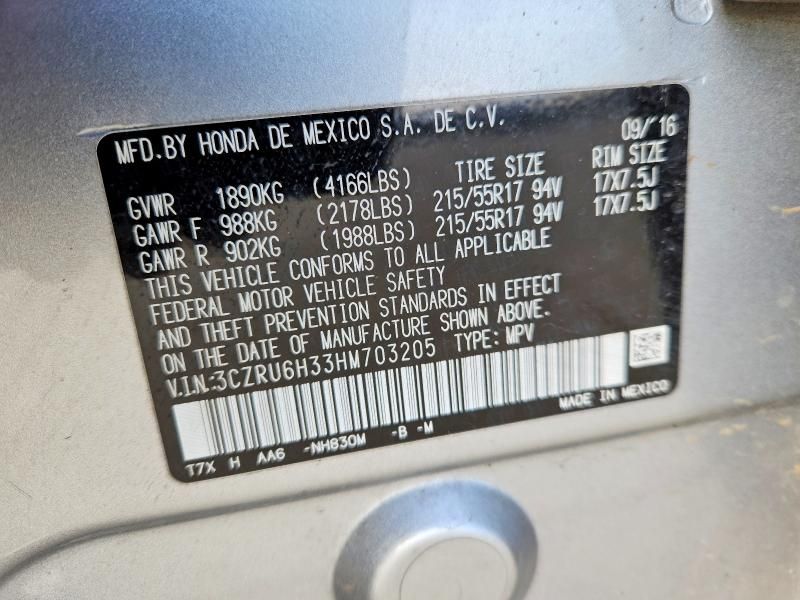 MFD.BY HONDA DE MEXICO S.A. DE C.V. 09/'16
TIRE SIZE RIM SIZE
GVWR 1890KG (4166LBS)
GAWR F 988KG (2178LBS) 215/55R17 94V 17X7.5J
GAWR R 902KG (1988LBS) 215/55R17 94V 17X7.5J
THIS VEHICLE CONFORMS TO ALL APPLICABLE
FEDERAL MOTOR VEHICLE SAFETY
AND THEFT PREVENTION STANDARDS IN EFFECT
ON THE DATE OF MANUFACTURE SHOWN ABOVE.
V.I.N.:3CZRU6H33HM703205 TYPE: MPV
MADE IN MEXICO
T7X H AA6 -NH830M -B -M